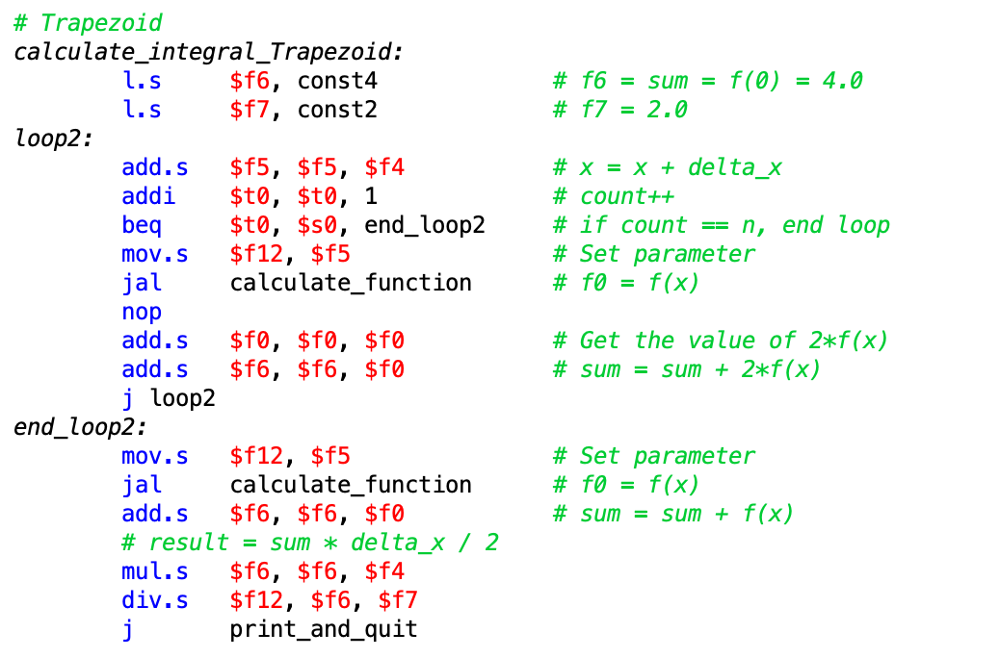 # Trapezoid
calculate_integral_Trapezoid:
l.s $f6, const4 # f6 = sum = f(0) = 4.0
l.s $f7, const2 # f7 = 2.0
loop2:
add.s $f5, $f5, $f4 # x = x + delta_x
addi $t0, $t0, 1 # count++
beq $t0, $s0, end_loop2 # if count == n, end loop
mov.s $f12, $f5 # Set parameter
jal calculate_function # f0 = f(x)
nop
add.s $f0, $f0, $f0 # Get the value of 2*f(x)
add.s $f6, $f6, $f0 # sum = sum + 2*f(x)
j loop2
end_loop2:
mov.s $f12, $f5 # Set parameter
jal calculate_function # f0 = f(x)
add.s $f6, $f6, $f0 # sum = sum + f(x)
# result = sum * delta_x / 2
mul.s $f6, $f6, $f4
div.s $f12, $f6, $f7
j print_and_quit